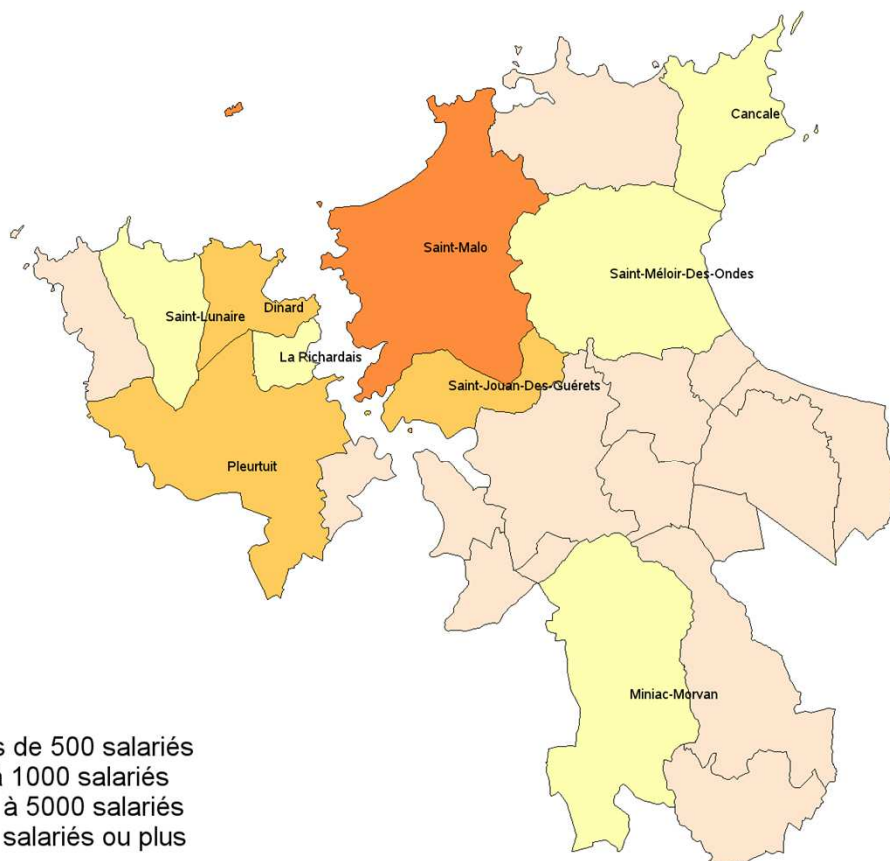 Cancale
Saint-Malo
Saint-Méloir-Des-Ondes
Saint-Lunaire
Dinard
La Richardais
Saint-Jouan-Des-Guérets
Pleurtuit
Miniac-Morvan
de 500 salariés
à 1000 salariés
à 5000 salariés
salariés ou plus